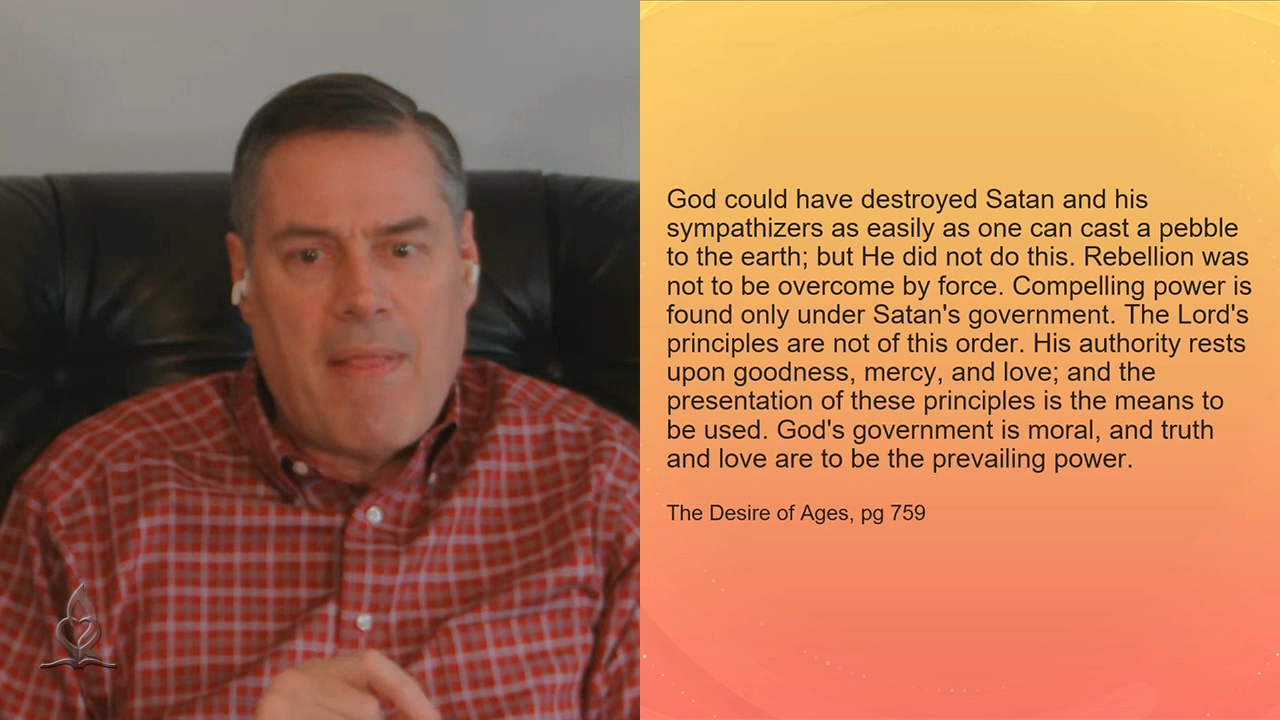 God could have destroyed Satan and his
sympathizers as easily as one can cast a pebble
to the earth; but He did not do this. Rebellion was
not to be overcome by force. Compelling power is
found only under Satan's government. The Lord's
principles are not of this order. His authority rests
upon goodness, mercy, and love; and the
presentation of these principles is the means to
be used. God's government is moral, and truth
and love are to be the prevailing power.
The Desire of Ages, pg 759